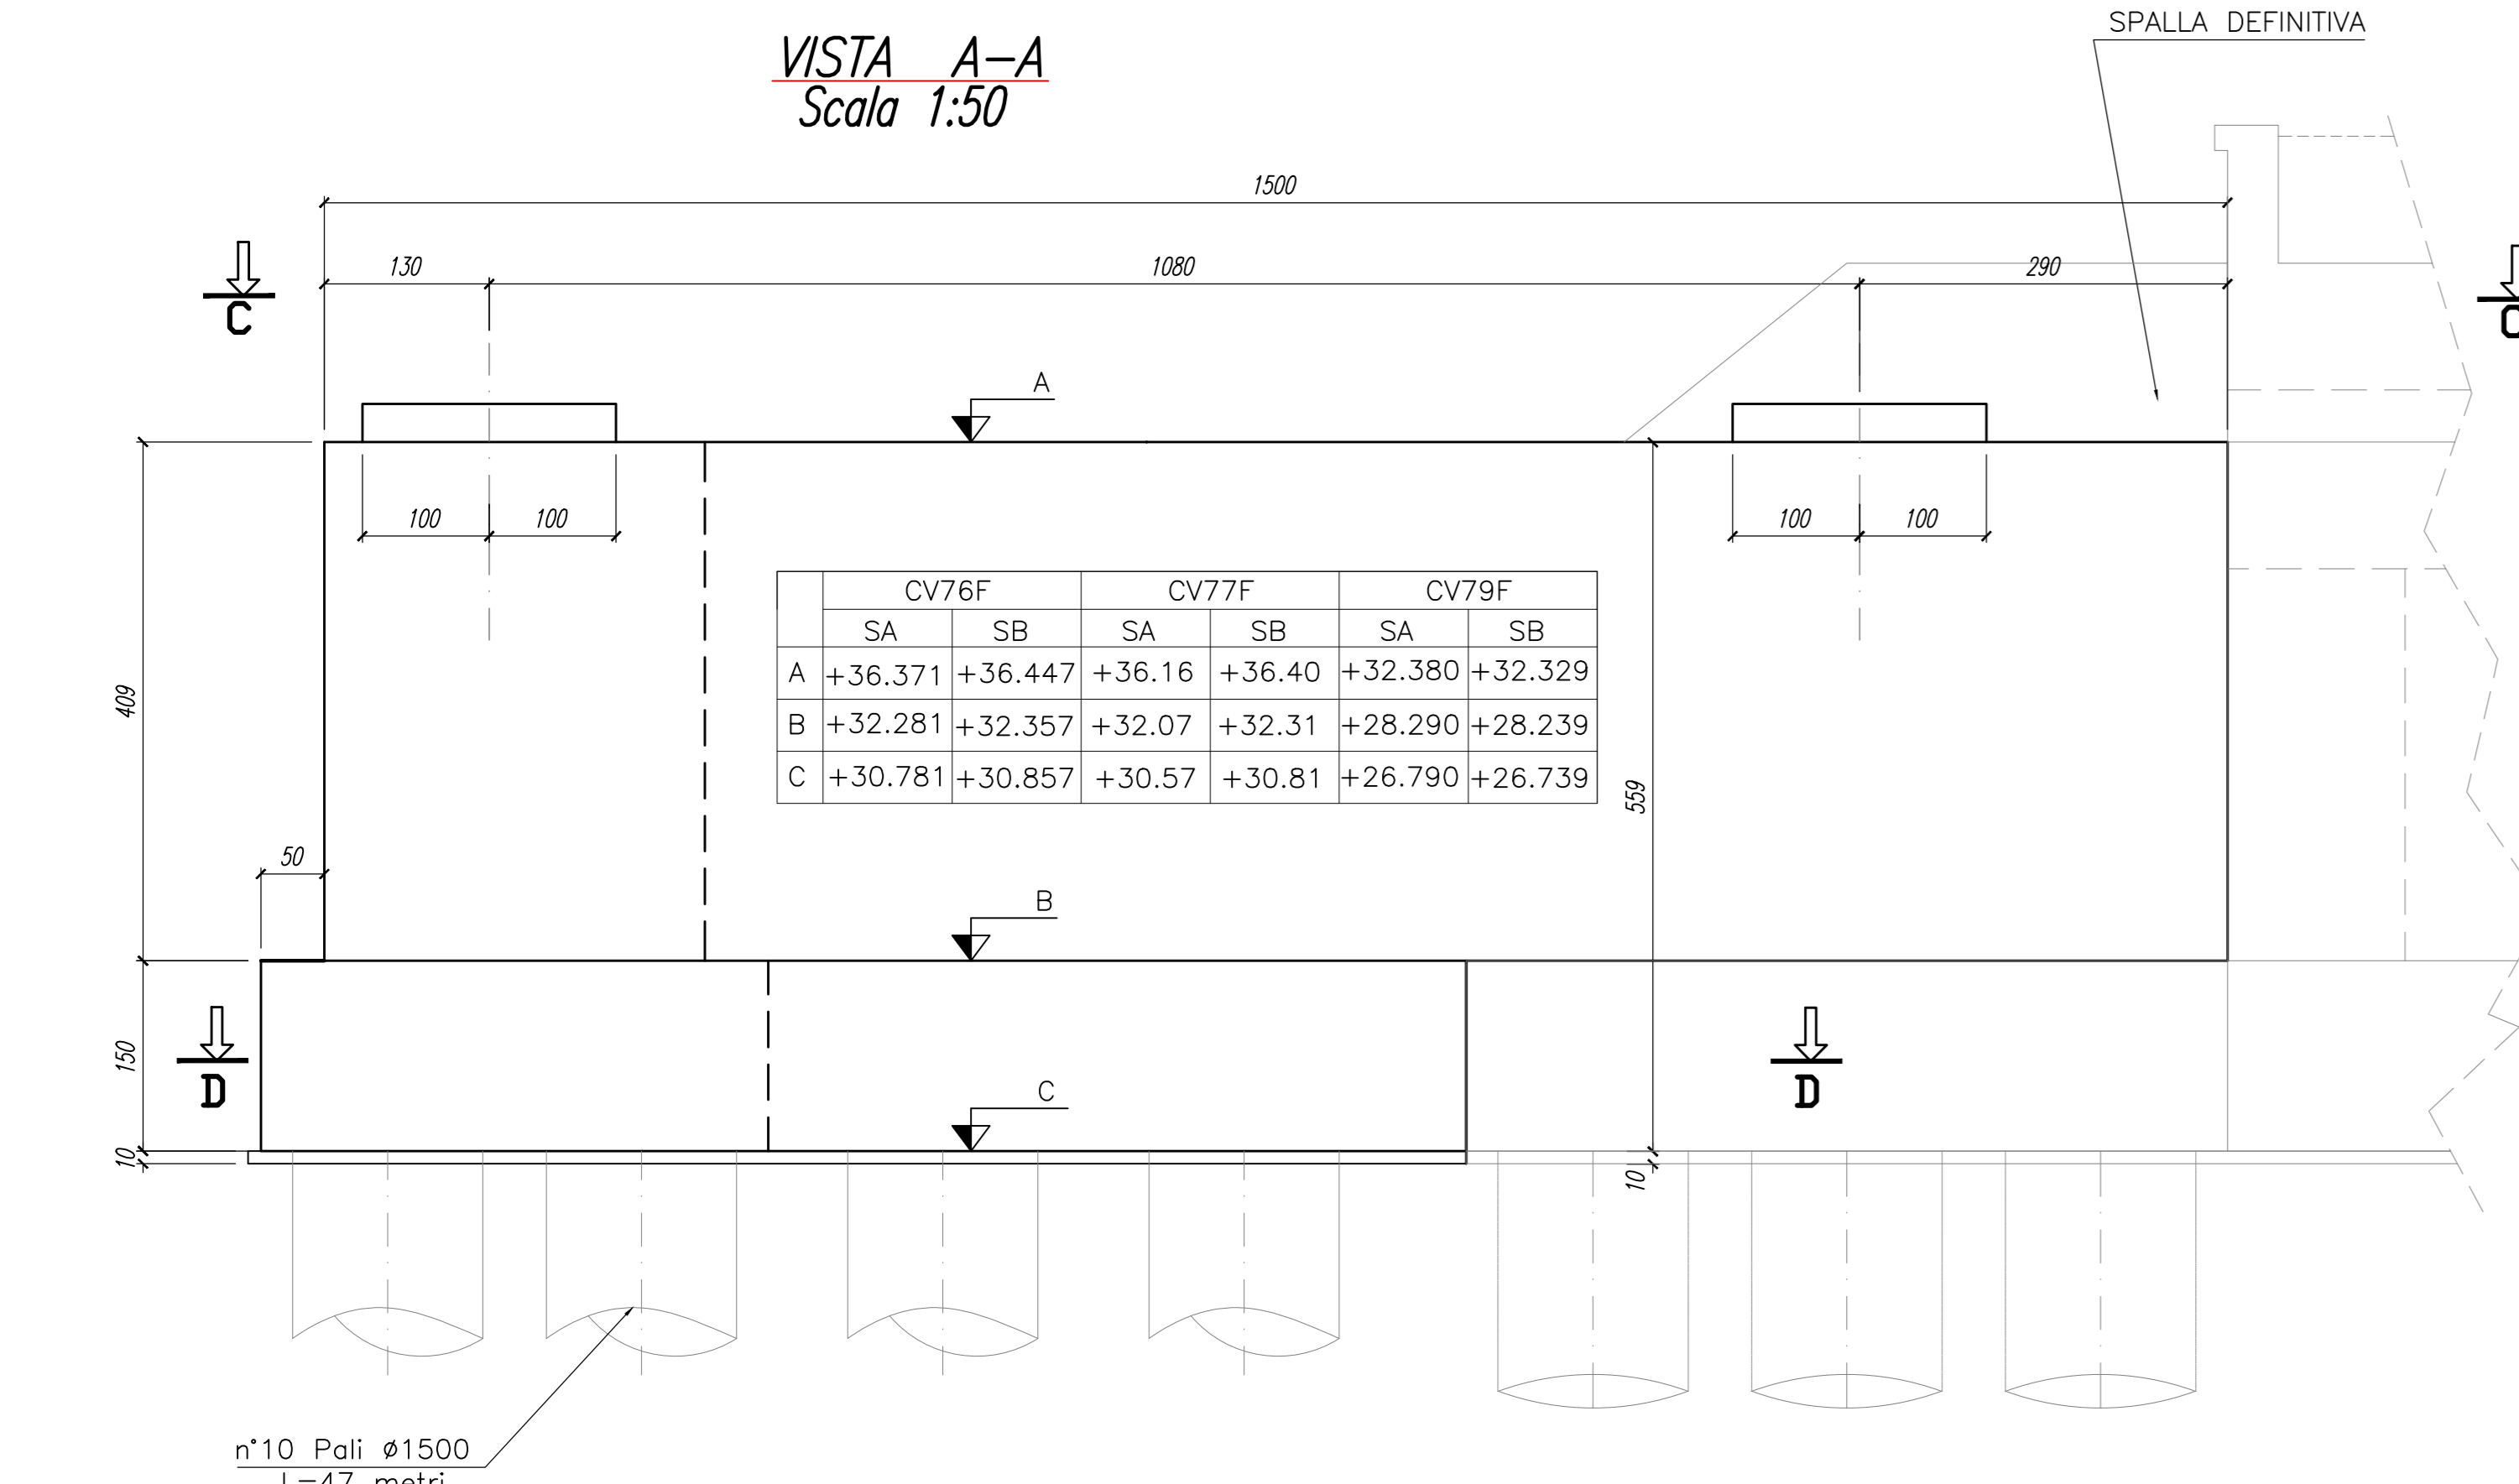 SPALLA DEFINITIVA
VISTA A-A
Scala 1:50
1500
130 1080 290
C
C
A
100 100 100 100
CV76F CV77F CV79F
SA SB SA SB SA SB
A +36.371 +36.447 +36.16 +36.40 +32.380 +32.329
B +32.281 +32.357 +32.07 +32.31 +28.290 +28.239
C +30.781 +30.857 +30.57 +30.81 +26.790 +26.739
409
559
50
B
150
D
D
C
10
10
n°10 Pali ø1500
L=47 metri